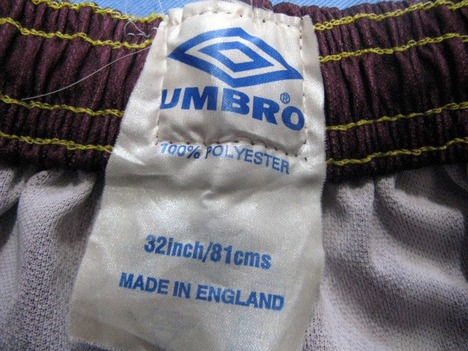 UMBRO®
100% POLYESTER
32inch/81cms
MADE IN ENGLAND